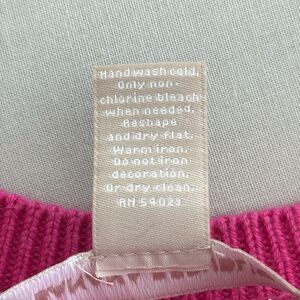 Handwash cold.
Only non-
chlorine bleach
when needed.
Reshape
and dry flat.
Warm iron.
Do not iron
decoration.
Or dry clean.
RN 54023